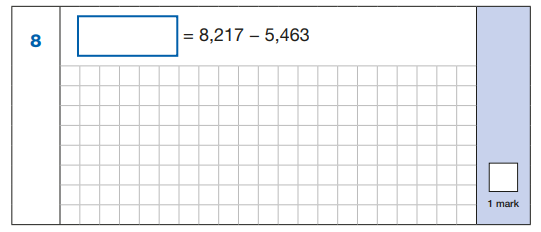 8
= 8,217 − 5,463
1 mark